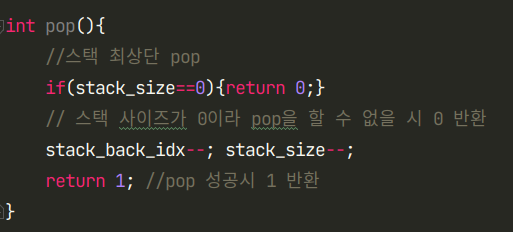 int pop(){
//스택 최상단 pop
if(stack_size==0){return 0;}
// 스택 사이즈가 0이라 pop을 할 수 없을 시 0 반환
stack_back_idx--; stack_size--;
return 1; //pop 성공시 1 반환
}